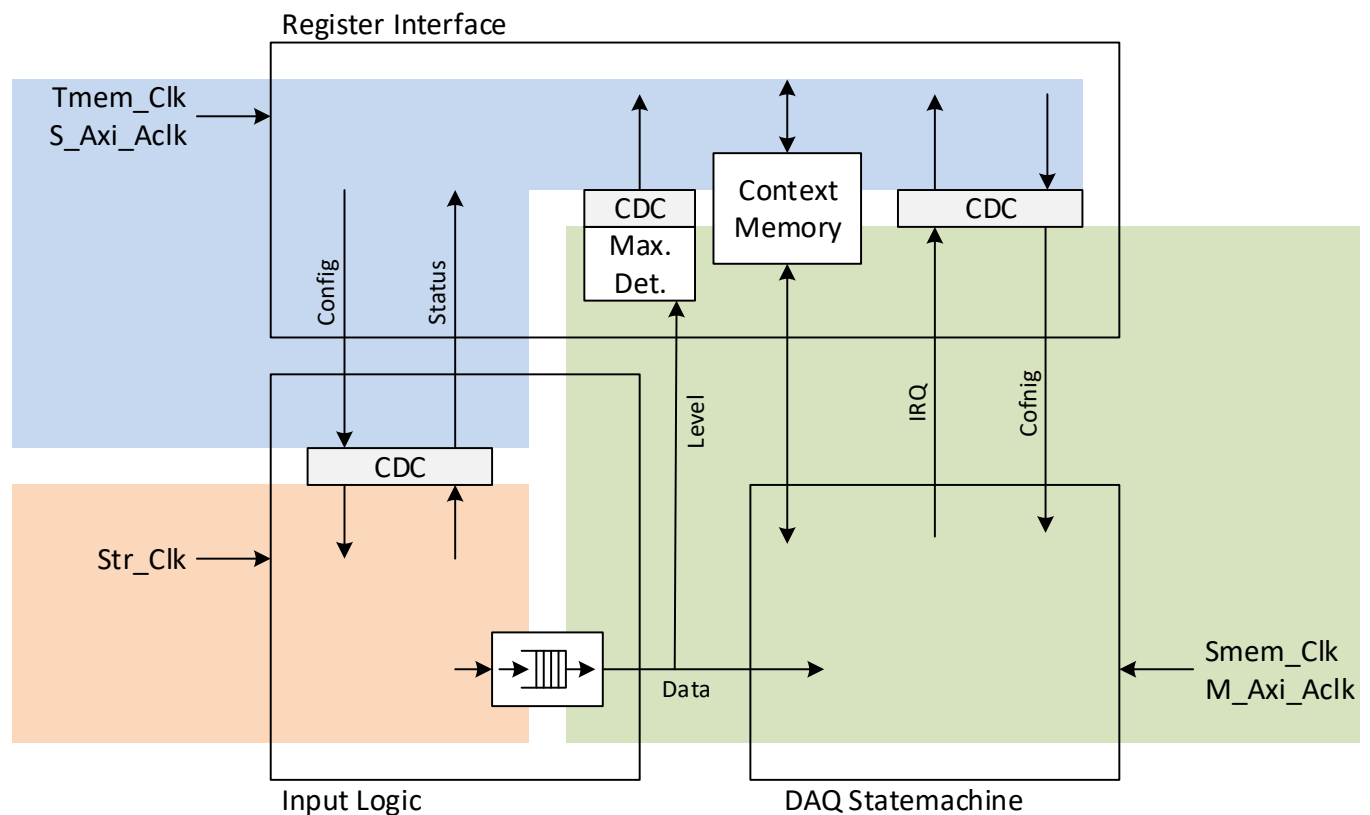 Register Interface
Tmem_Clk
S_Axi_Aclk
CDC
Max.
Det.
Context
Memory
CDC
Config
Status
Level
IRQ
Cofnig
CDC
Str_Clk
Data
Smem_Clk
M_Axi_Aclk
Input Logic
DAQ Statemachine